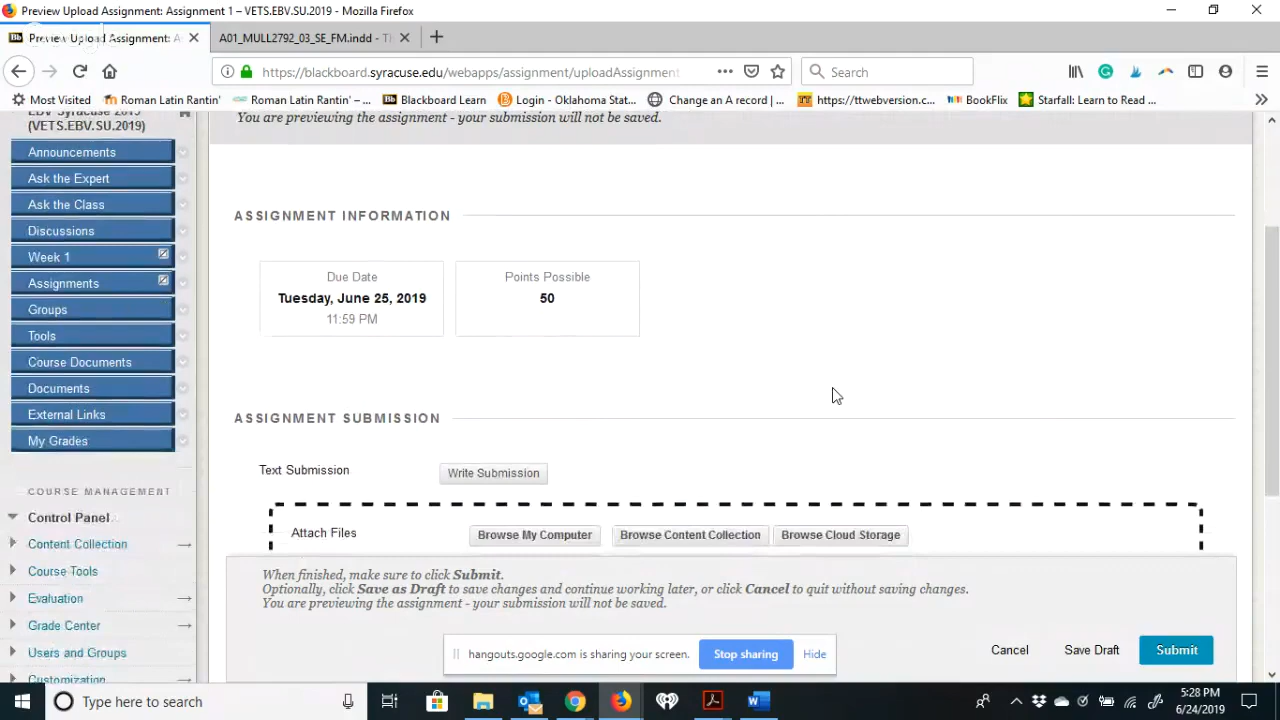 Preview Upload Assignment: Assignment 1 – VETS.EBV.SU.2019 - Mozilla Firefox
Preview Upload Assignment: A
A01_MULL2792_03_SE_FM.indd - T
https://blackboard.syracuse.edu/webapps/assignment/uploadAssignment
Search
Most Visited
Roman Latin Rantin'
Roman Latin Rantin' – ...
Blackboard Learn
Login - Oklahoma Stat...
Change an A record | ...
https://ttwebversion.c...
BookFlix
Starfall: Learn to Read ...
EBV Syracuse 2019
(VETS.EBV.SU.2019)
Announcements
Ask the Expert
Ask the Class
Discussions
Week 1
Assignments
Groups
Tools
Course Documents
Documents
External Links
My Grades
COURSE MANAGEMENT
Control Panel
Content Collection
Course Tools
Evaluation
Grade Center
Users and Groups
Customization
You are previewing the assignment - your submission will not be saved.
ASSIGNMENT INFORMATION
Due Date
Tuesday, June 25, 2019
11:59 PM
Points Possible
50
ASSIGNMENT SUBMISSION
Text Submission
Write Submission
Attach Files
Browse My Computer
Browse Content Collection
Browse Cloud Storage
When finished, make sure to click Submit.
Optionally, click Save as Draft to save changes and continue working later, or click Cancel to quit without saving changes.
You are previewing the assignment - your submission will not be saved.
hangouts.google.com is sharing your screen.
Stop sharing
Hide
Cancel
Save Draft
Submit
Type here to search
5:28 PM
6/24/2019